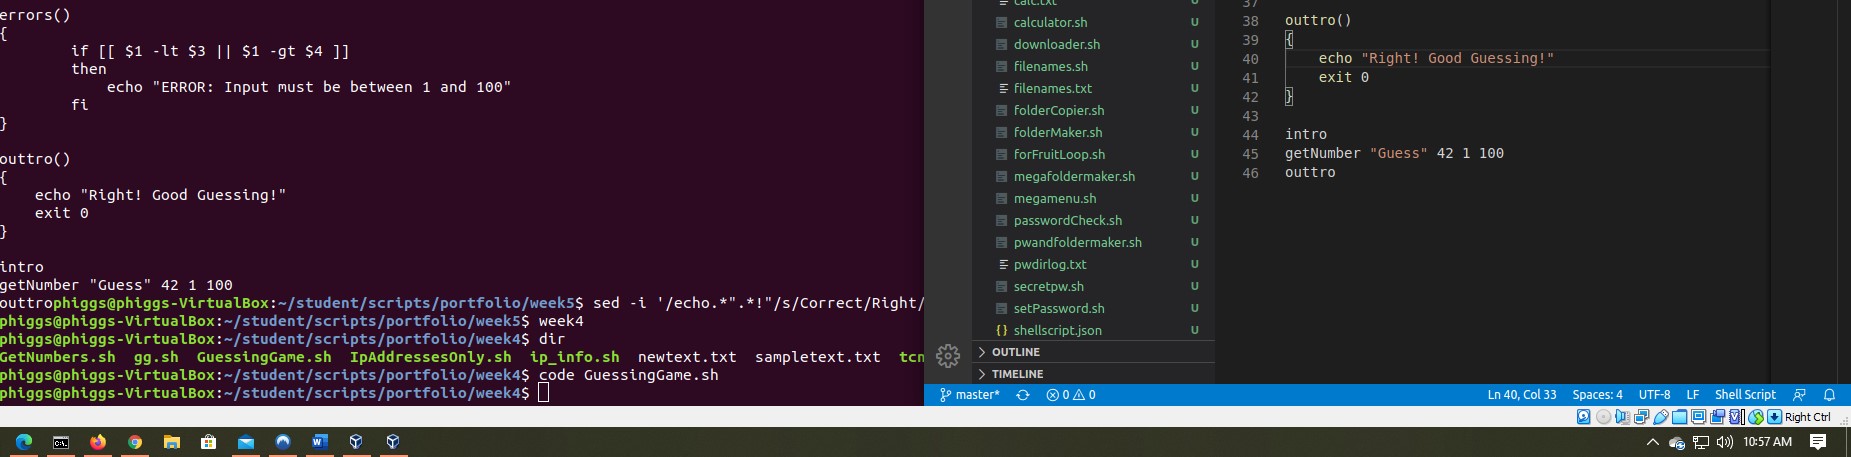 errors()
{
if [[ $1 -lt $3 || $1 -gt $4 ]]
then
echo "ERROR: Input must be between 1 and 100"
fi
}
outtro()
{
echo "Right! Good Guessing!"
exit 0
}
intro
getNumber "Guess" 42 1 100
outtrophiggs@phiggs-VirtualBox:~/student/scripts/portfolio/week5$ sed -i '/echo.*".*!"/s/Correct/Right/
phiggs@phiggs-VirtualBox:~/student/scripts/portfolio/week5$ week4
phiggs@phiggs-VirtualBox:~/student/scripts/portfolio/week4$ dir
GetNumbers.sh gg.sh GuessingGame.sh IpAddressesOnly.sh ip_info.sh newtext.txt sampletext.txt tcm
phiggs@phiggs-VirtualBox:~/student/scripts/portfolio/week4$ code GuessingGame.sh
phiggs@phiggs-VirtualBox:~/student/scripts/portfolio/week4$
calc.txt
calculator.sh U
downloader.sh U
filenames.sh U
filenames.txt U
folderCopier.sh U
folderMaker.sh U
forFruitLoop.sh U
megafoldermaker.sh U
megamenu.sh U
passwordCheck.sh U
pwandfoldermaker.sh U
pwdirlog.txt U
secretpw.sh U
setPassword.sh U
{} shellscript.json U
OUTLINE
TIMELINE
37
38 outtro()
39 {
40 echo "Right! Good Guessing!"
41 exit 0
42 }
43
44 intro
45 getNumber "Guess" 42 1 100
46 outtro
master* 0 0 Ln 40, Col 33 Spaces: 4 UTF-8 LF Shell Script
Right Ctrl
10:57 AM